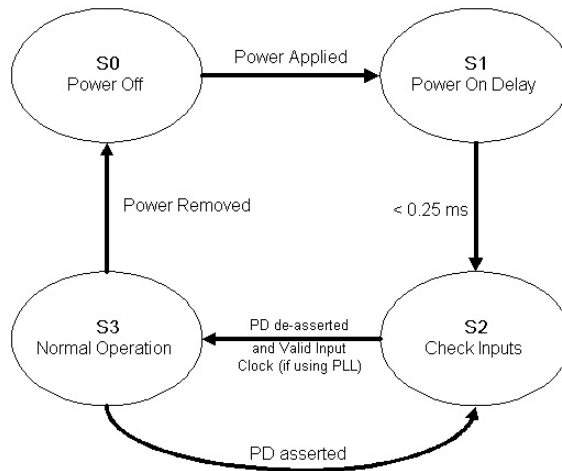 S0
Power Off
Power Applied
S1
Power On Delay
Power Removed
< 0.25 ms
S3
Normal Operation
PD de-asserted
and Valid Input
Clock (if using PLL)
S2
Check Inputs
PD asserted